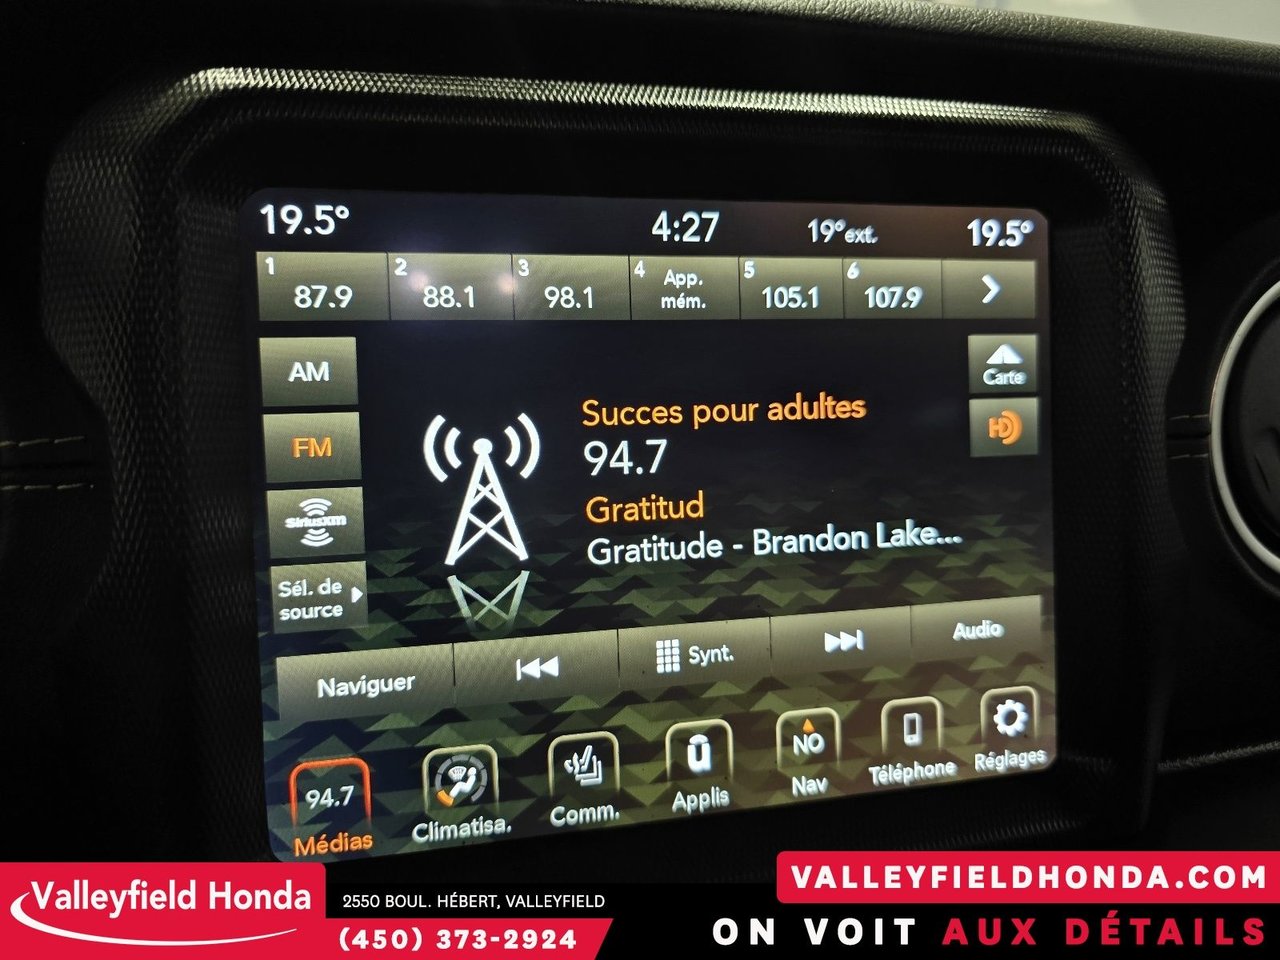 19.5° 4:27 19°ext. 19.5°
1 87.9 2 88.1 3 98.1 4 App. mém. 5 105.1 6 107.9
AM
Carte
FM
HD
Succes pour adultes
94.7
Gratitud
Gratitude - Brandon Lake...
SiriusXM
Sél. de
source
Naviguer Synt. Audio
94.7 NO
Médias Climatisa. Comm. Applis Nav Téléphone Réglages
Valleyfield Honda
2550 BOUL. HÉBERT, VALLEYFIELD
(450) 373-2924
VALLEYFIELDHONDA.COM
ON VOIT AUX DÉTAILS